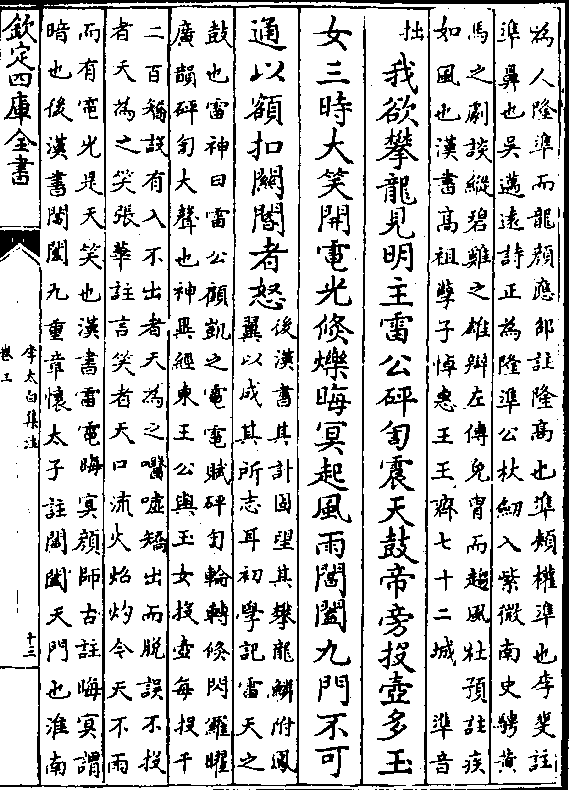 為人隆準而龍顏應邵註隆高也準頰權準也李斐註
準鼻也吳邁遠詩正為隆準公杖劒入紫微南史騁黄
馬之劇談縱碧雞之雄辯左傳免胄而趨風杜預註疾
如風也漢書高祖孽子悼惠王王齊七十二城　準音
拙
我欲攀龍見明主雷公砰訇震天鼓帝旁投壺多玉
女三時大笑開電光倐爍晦冥起風雨閶闔九門不可
通以額扣關閽者怒
後漢書其計固望其攀龍鱗附鳳
翼以成其所志耳初學記雷天之
鼓也雷神曰雷公顧凱之電電賦砰訇輪轉倐閃羅曜
廣韻砰訇大聲也神異經東王公與玉女投壺每投千
二百矯設有入不出者天為之噓矯出而脱誤不投
者天為之笑張華註言笑者天口流火焰灼今天不雨
而有電光是天笑也漢書雷電晦冥顏師古註晦冥謂
暗也後漢書閶闔九重章懷太子註閶闔天門也淮南
欽定四庫全書
李太白集注
卷三
十三